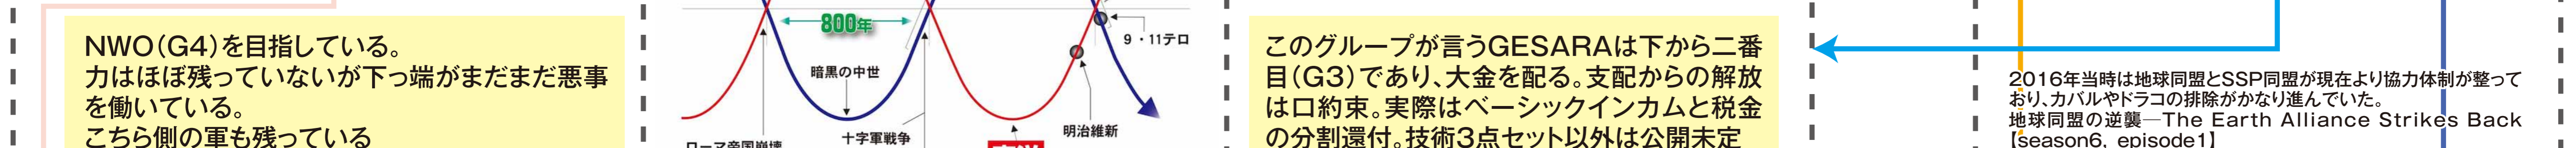 NWO（G4）を目指している。
力はほぼ残っていないが下っ端がまだまだ悪事
を働いている。
こちら側の軍も残っている
800年
9・11テロ
暗黒の中世
十字軍戦争
明治維新
ローマ帝国崩壊
このグループが言うGESARAは下から二番
目（G3）であり、大金を配る。支配からの解放
は口約束。実際はベーシックインカムと税金
の分割還付。技術3点セット以外は公開未定
2016年当時は地球同盟とSSP同盟が現在より協力体制が整って
おり、カバルやドラコの排除がかなり進んでいた。
地球同盟の逆襲―The Earth Alliance Strikes Back
【season6, episode1】